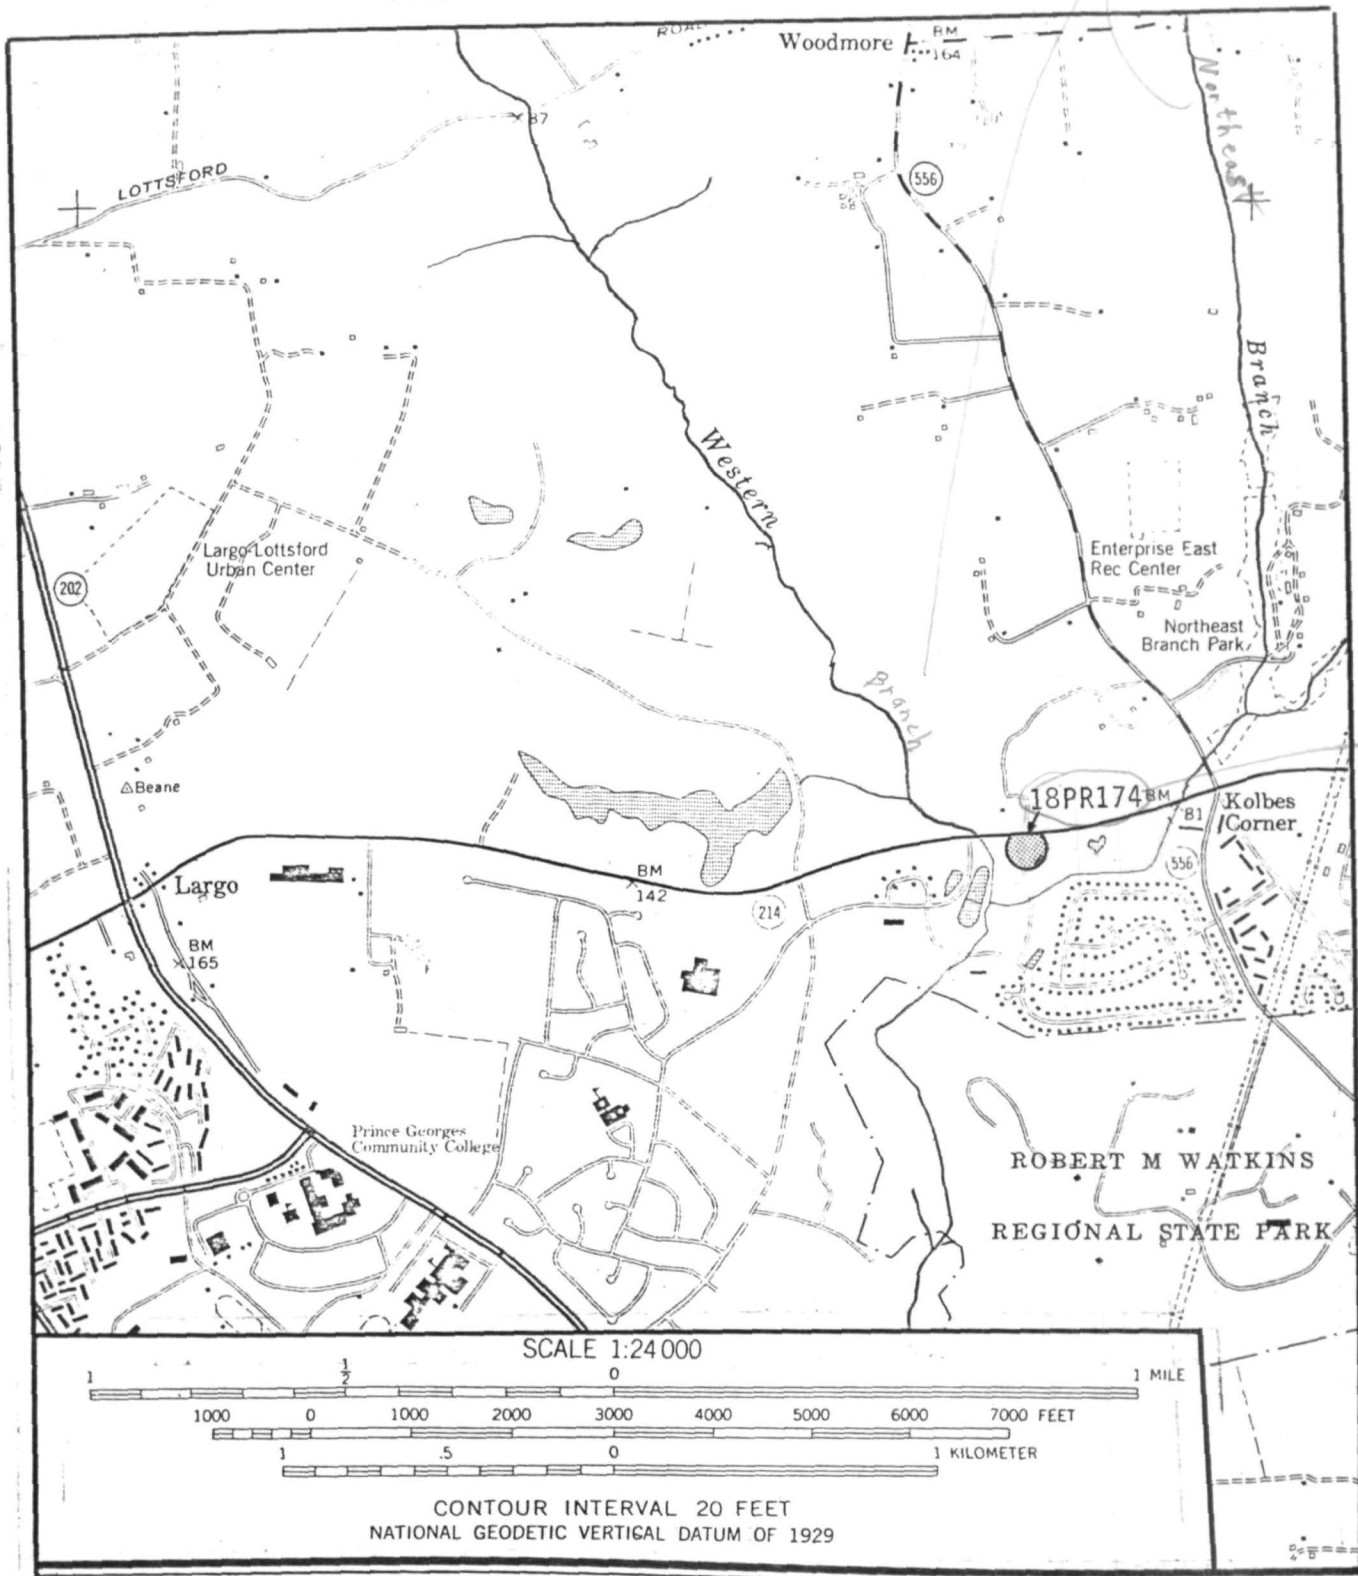 ROAD
Woodmore
BM
164
Northeast
87
LOTTSFORD
556
Branch
Western
Largo-Lottsford
Urban Center
Enterprise East
Rec Center
202
Northeast
Branch Park
Branch
Beane
18PR174
BM
81
Kolbes
Corner
Largo
BM
142
556
214
BM
165
Prince Georges
Community College
ROBERT M WATKINS
REGIONAL STATE PARK
SCALE 1:24 000
1 1/2 0 1 MILE
1000 0 1000 2000 3000 4000 5000 6000 7000 FEET
1 .5 0 1 KILOMETER
CONTOUR INTERVAL 20 FEET
NATIONAL GEODETIC VERTICAL DATUM OF 1929